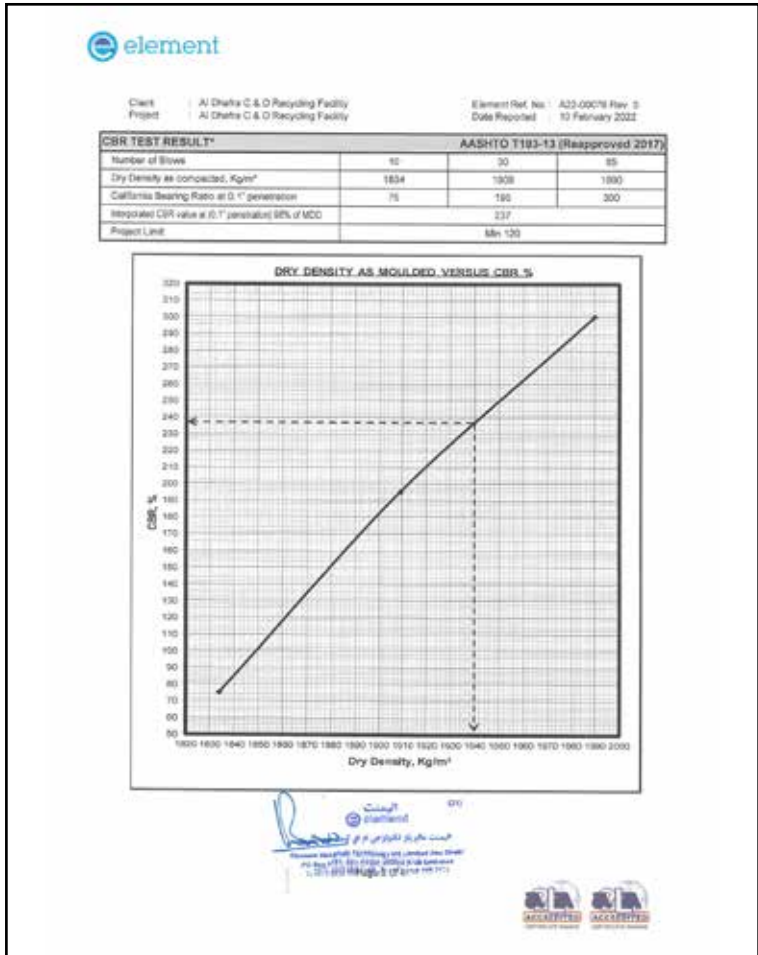 element
Client : Al Dhafra C & D Recycling Facility
Project : Al Dhafra C & D Recycling Facility
Element Ref. No. : A22-00078 Rev. 0
Date Reported : 10 February 2022
CBR TEST RESULT* AASHTO T193-13 (Reapproved 2017)
Number of Blows 10 30 65
Dry Density as compacted, Kg/m³ 1834 1909 1990
California Bearing Ratio at 0.1" penetration 75 195 300
Interpolated CBR value at (0.1" penetration) 98% of MDD 237
Project Limit Min 120
DRY DENSITY AS MOULDED VERSUS CBR %
320
310
300
290
280
270
260
250
240
230
220
210
200
190
180
170
160
150
140
130
120
110
100
90
80
70
60
50
CBR, %
1820 1830 1840 1850 1860 1870 1880 1890 1900 1910 1920 1930 1940 1950 1960 1970 1980 1990 2000
Dry Density, Kg/m³
اليمنت
element
ACCREDITED
ACCREDITED